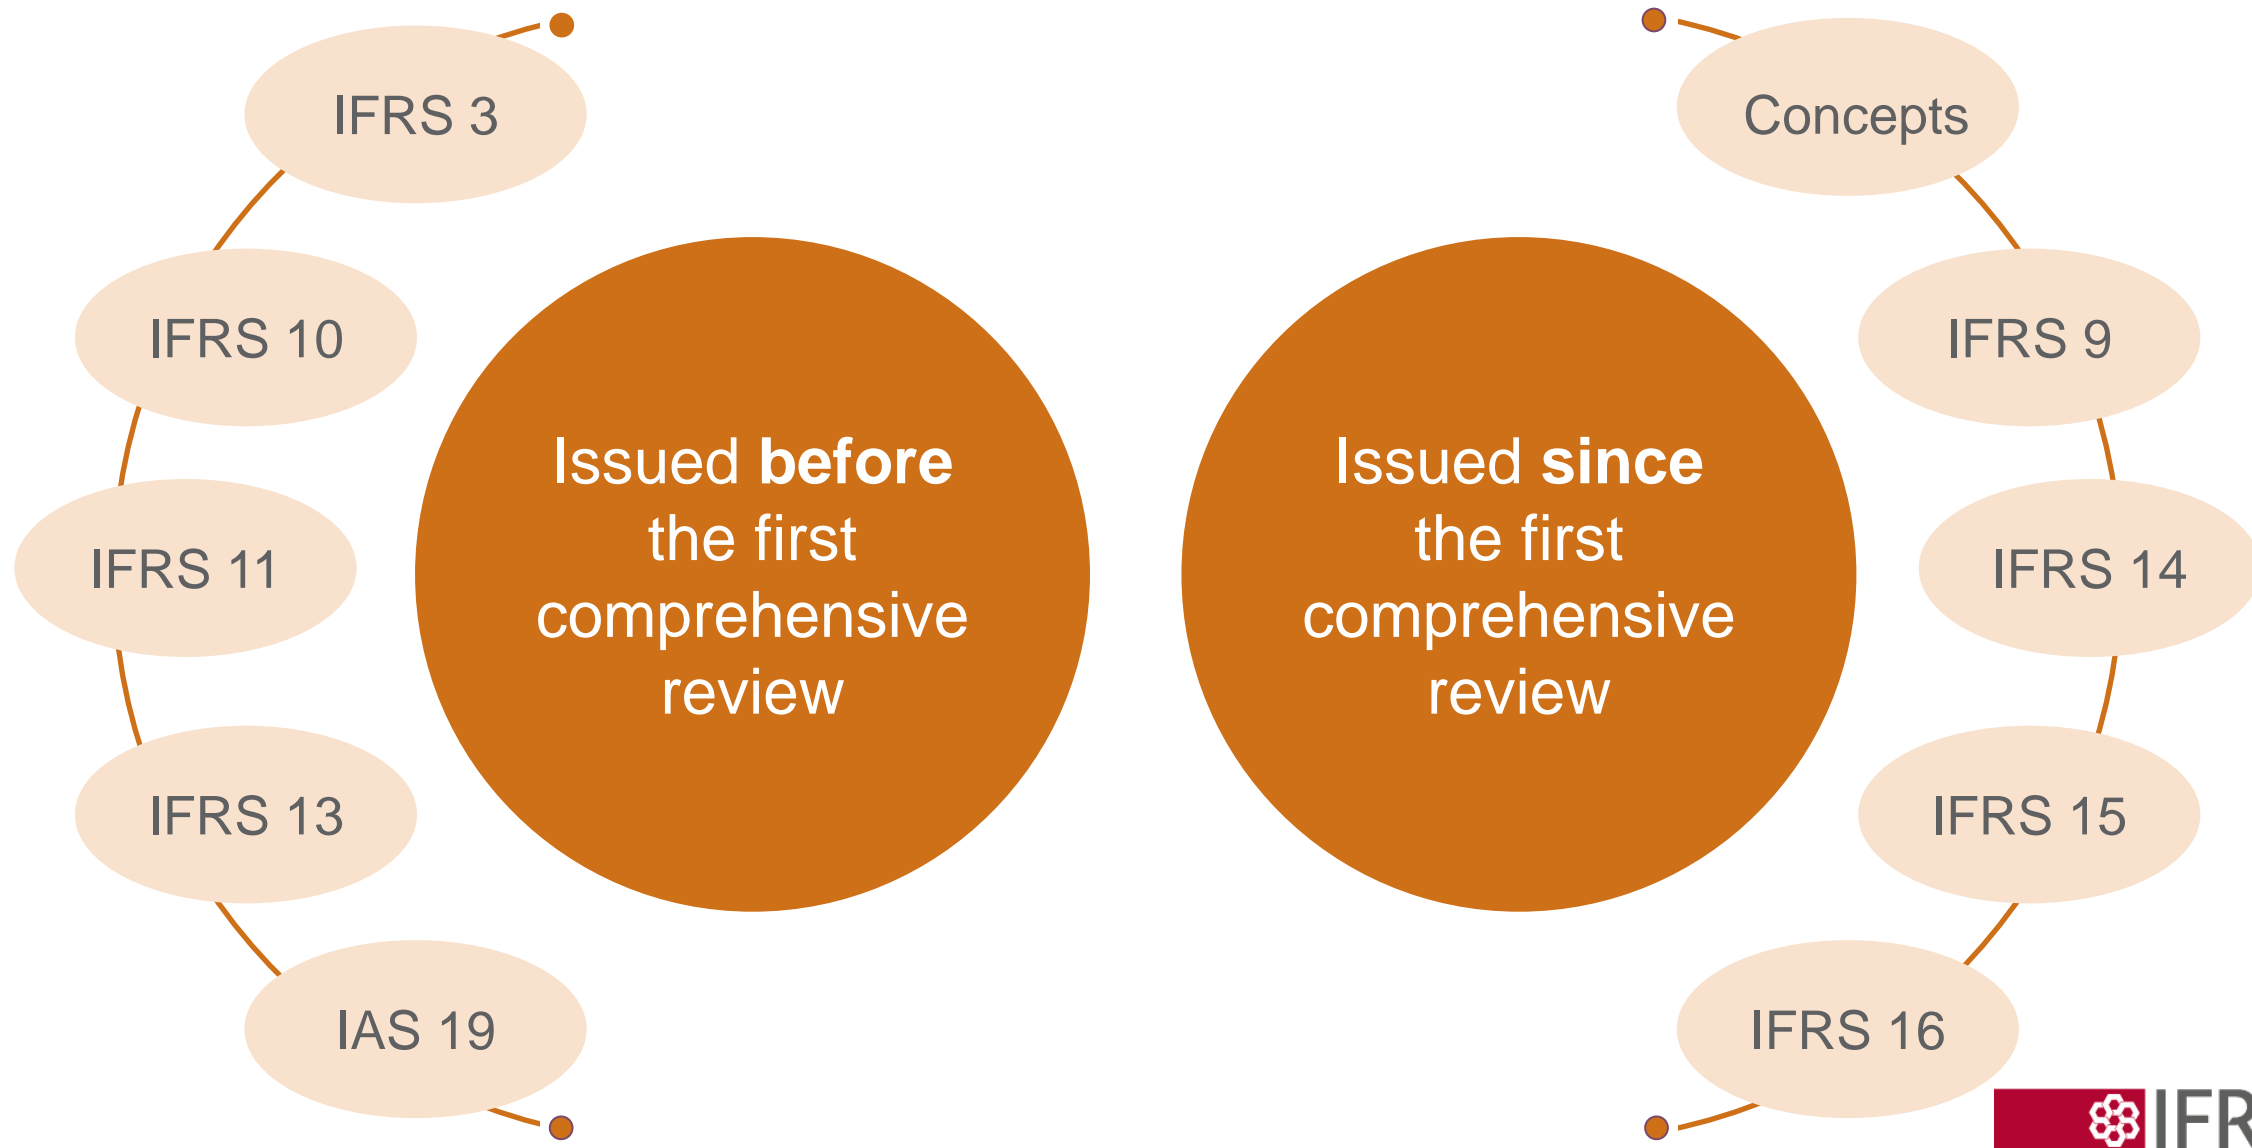 IFRS 3
IFRS 10
IFRS 11
IFRS 13
IAS 19
Issued before
the first
comprehensive
review
Issued since
the first
comprehensive
review
Concepts
IFRS 9
IFRS 14
IFRS 15
IFRS 16
IFR